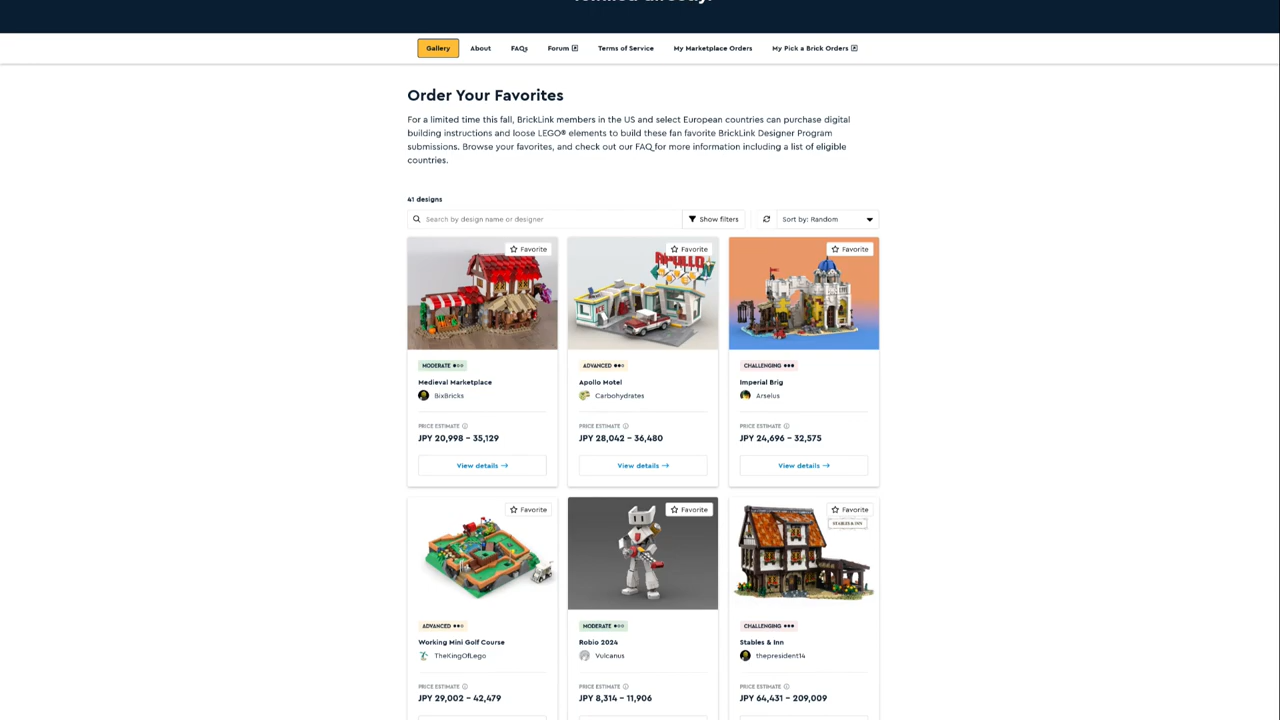 Gallery
About
FAQs
Forum
Terms of Service
My Marketplace Orders
My Pick a Brick Orders
Order Your Favorites
For a limited time this fall, BrickLink members in the US and select European countries can purchase digital
building instructions and loose LEGO® elements to build these fan favorite BrickLink Designer Program
submissions. Browse your favorites, and check out our FAQ for more information including a list of eligible
countries.
41 designs
Search by design name or designer
Show filters
Sort by: Random
Favorite
MODERATE
Medieval Marketplace
BixBricks
PRICE ESTIMATE
JPY 20,998 – 35,129
View details →
Favorite
APOLLO
ADVANCED
Apollo Motel
Carbohydrates
PRICE ESTIMATE
JPY 28,042 – 36,480
View details →
Favorite
CHALLENGING
Imperial Brig
Arselus
PRICE ESTIMATE
JPY 24,696 – 32,575
View details →
Favorite
ADVANCED
Working Mini Golf Course
TheKingOfLego
PRICE ESTIMATE
JPY 29,002 – 42,479
Favorite
MODERATE
Robio 2024
Vulcanus
PRICE ESTIMATE
JPY 8,314 – 11,906
Favorite
STABLES & INN
CHALLENGING
Stables & Inn
thepresident14
PRICE ESTIMATE
JPY 64,431 – 209,009